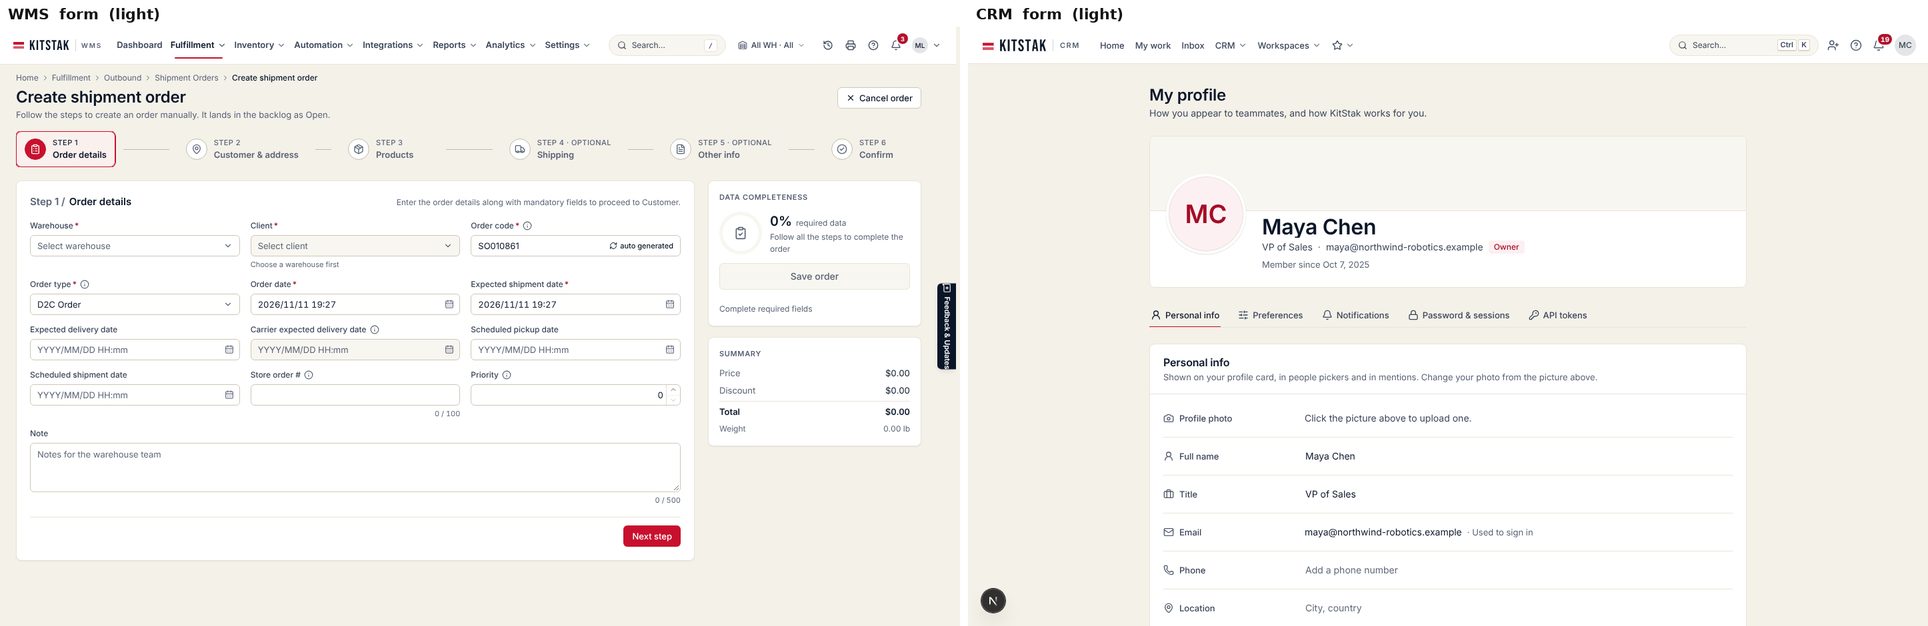 WMS form (light)
KITSTAK WMS Dashboard Fulfillment Inventory Automation Integrations Reports Analytics Settings Search... / All WH · All 3 ML
Home > Fulfillment > Outbound > Shipment Orders > Create shipment order
Create shipment order
Cancel order
Follow the steps to create an order manually. It lands in the backlog as Open.
STEP 1
Order details
STEP 2
Customer & address
STEP 3
Products
STEP 4 · OPTIONAL
Shipping
STEP 5 · OPTIONAL
Other info
STEP 6
Confirm
Step 1 / Order details
Enter the order details along with mandatory fields to proceed to Customer.
Warehouse *
Select warehouse
Client *
Select client
Choose a warehouse first
Order code *
SO010861 auto generated
Order type *
D2C Order
Order date *
2026/11/11 19:27
Expected shipment date *
2026/11/11 19:27
Expected delivery date
YYYY/MM/DD HH:mm
Carrier expected delivery date
YYYY/MM/DD HH:mm
Scheduled pickup date
YYYY/MM/DD HH:mm
Scheduled shipment date
YYYY/MM/DD HH:mm
Store order #
0 / 100
Priority
0
Note
Notes for the warehouse team
0 / 500
Next step
DATA COMPLETENESS
0% required data
Follow all the steps to complete the
order
Save order
Complete required fields
SUMMARY
Price $0.00
Discount $0.00
Total $0.00
Weight 0.00 lb
Feedback & Updates
CRM form (light)
KITSTAK CRM Home My work Inbox CRM Workspaces Search... Ctrl K 19 MC
My profile
How you appear to teammates, and how KitStak works for you.
MC
Maya Chen
VP of Sales · maya@northwind-robotics.example Owner
Member since Oct 7, 2025
Personal info Preferences Notifications Password & sessions API tokens
Personal info
Shown on your profile card, in people pickers and in mentions. Change your photo from the picture above.
Profile photo Click the picture above to upload one.
Full name Maya Chen
Title VP of Sales
Email maya@northwind-robotics.example · Used to sign in
Phone Add a phone number
Location City, country
N